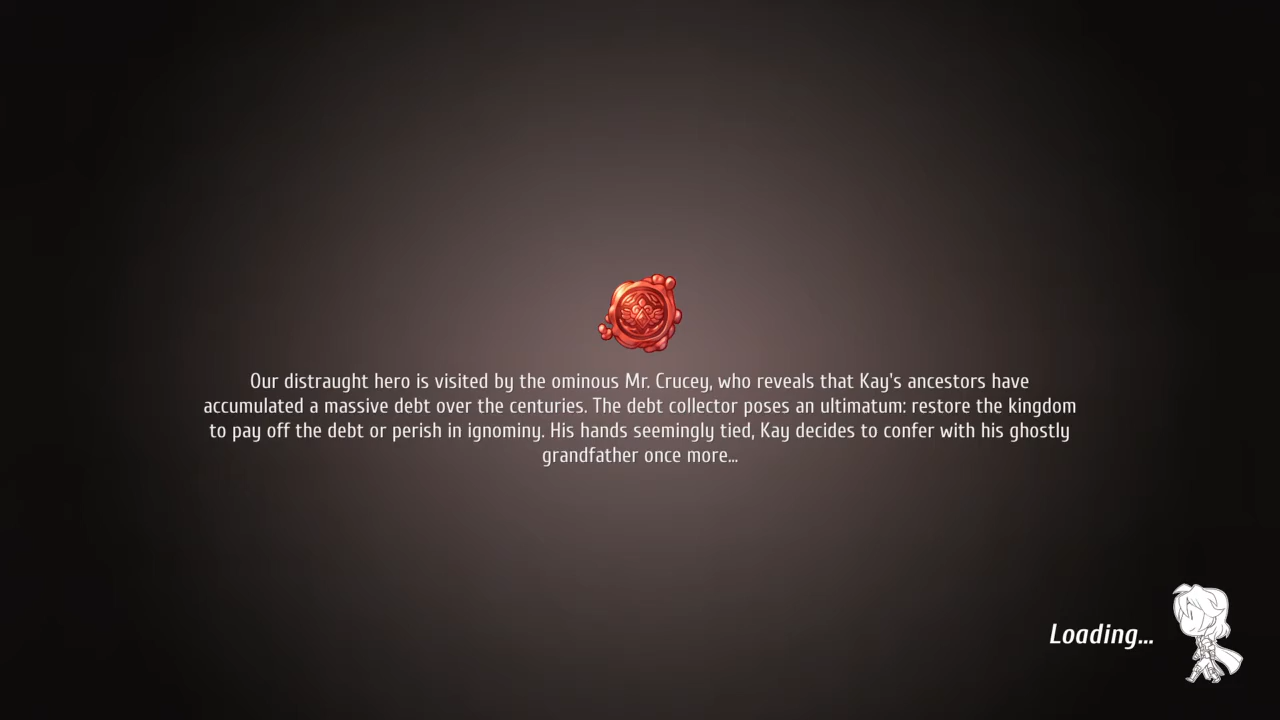 Our distraught hero is visited by the ominous Mr. Crucey, who reveals that Kay's ancestors have
accumulated a massive debt over the centuries. The debt collector poses an ultimatum: restore the kingdom
to pay off the debt or perish in ignominy. His hands seemingly tied, Kay decides to confer with his ghostly
grandfather once more...
Loading...